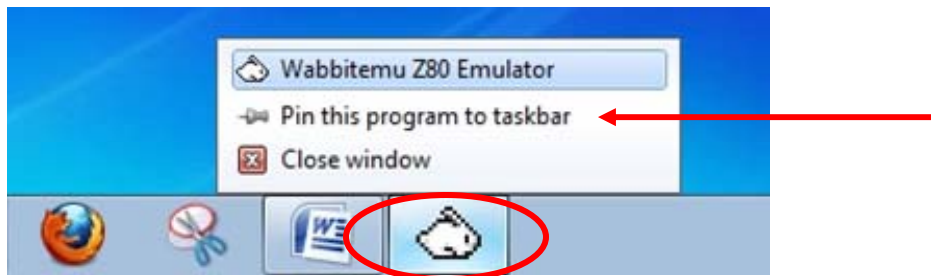 Wabbitemu Z80 Emulator
Pin this program to taskbar
Close window
W